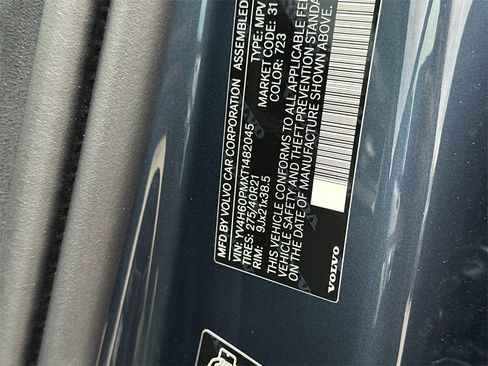 MFD BY VOLVO CAR CORPORATION ASSEMBLED
VIN: YV4H60PMXT1482045 TYPE: MPV
TIRES: 275/40R21 MARKET CODE: 31
RIM: 9Jx21x38.5 COLOR: 723
THIS VEHICLE CONFORMS TO ALL APPLICABLE FE
VEHICLE SAFETY AND THEFT PREVENTION STANDA
ON THE DATE OF MANUFACTURE SHOWN ABOVE.
VOLVO